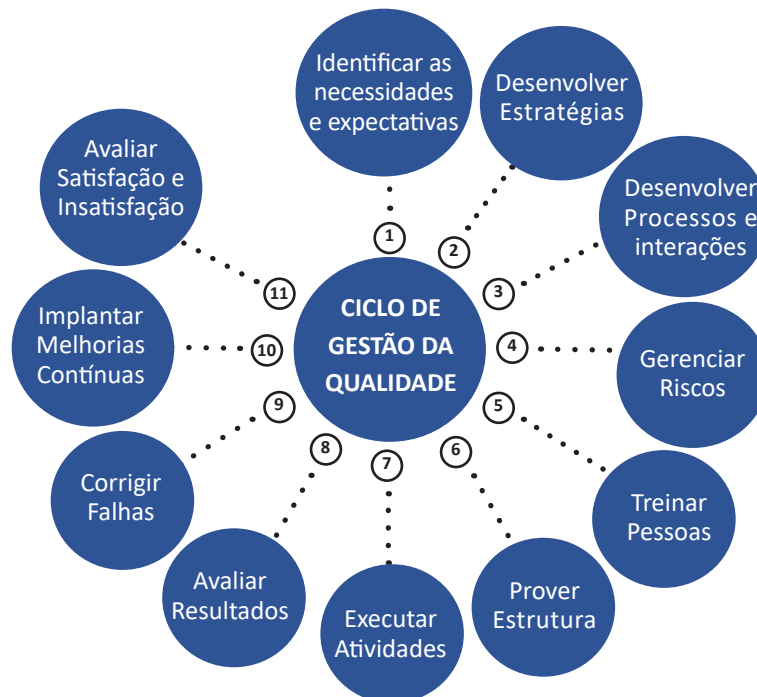 CICLO DE
GESTÃO DA
QUALIDADE
1
Identificar as
necessidades
e expectativas
2
Desenvolver
Estratégias
3
Desenvolver
Processos e
interações
4
Gerenciar
Riscos
5
Treinar
Pessoas
6
Prover
Estrutura
7
Executar
Atividades
8
Avaliar
Resultados
9
Corrigir
Falhas
10
Implantar
Melhorias
Contínuas
11
Avaliar
Satisfação e
Insatisfação